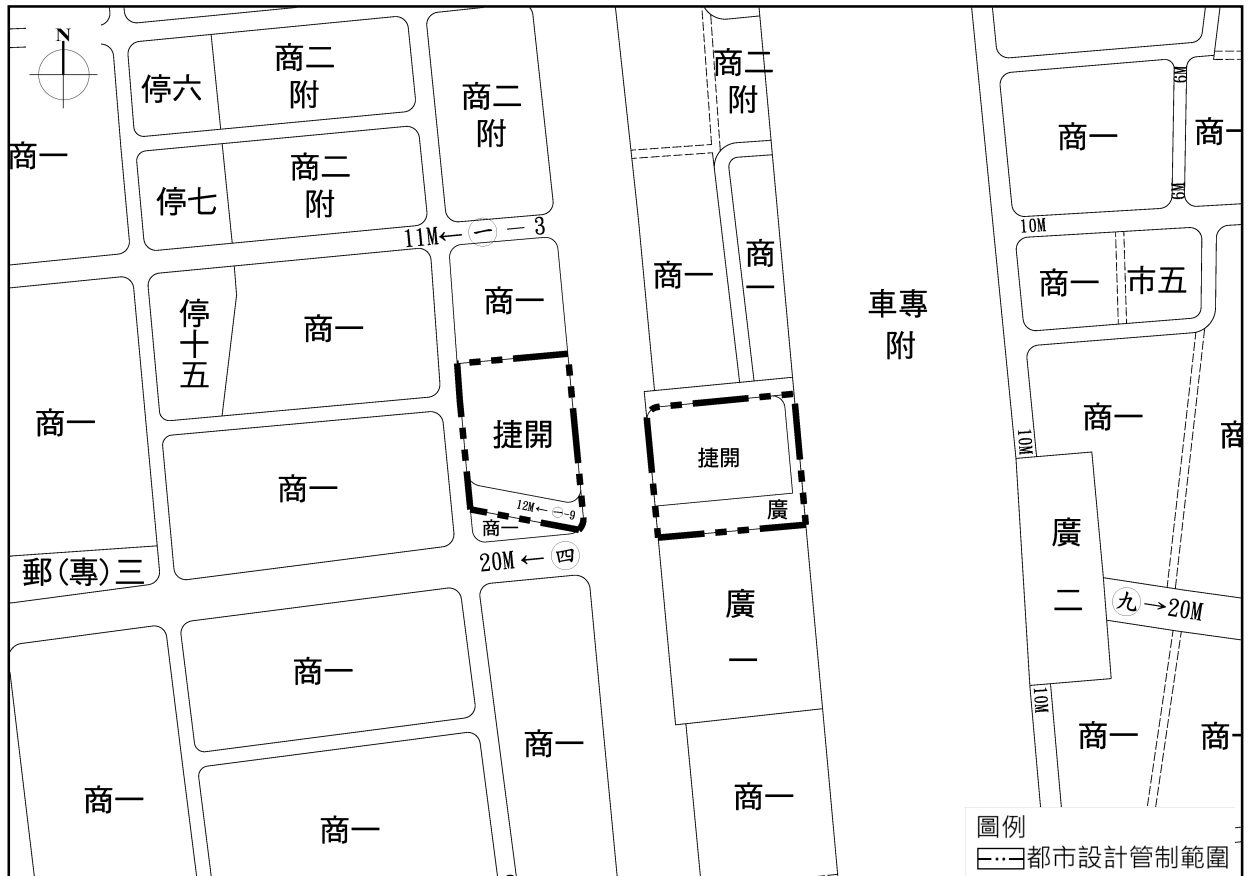 N
停六
商二
附
商二
附
商二
附
商一
商一
商一
停七
商二
附
11M←㊀－3
商一
商一
商一
車專
附
10M
6M
6M
商一
市五
停
十
五
商一
商一
捷開
捷開
商一
商
10M
商一
12M←㊀-9
商一
廣
20M←㊃
郵(專)三
廣
一
廣
二
九→20M
商一
商一
10M
商一
商一
商一
商一
商一
圖例
都市設計管制範圍